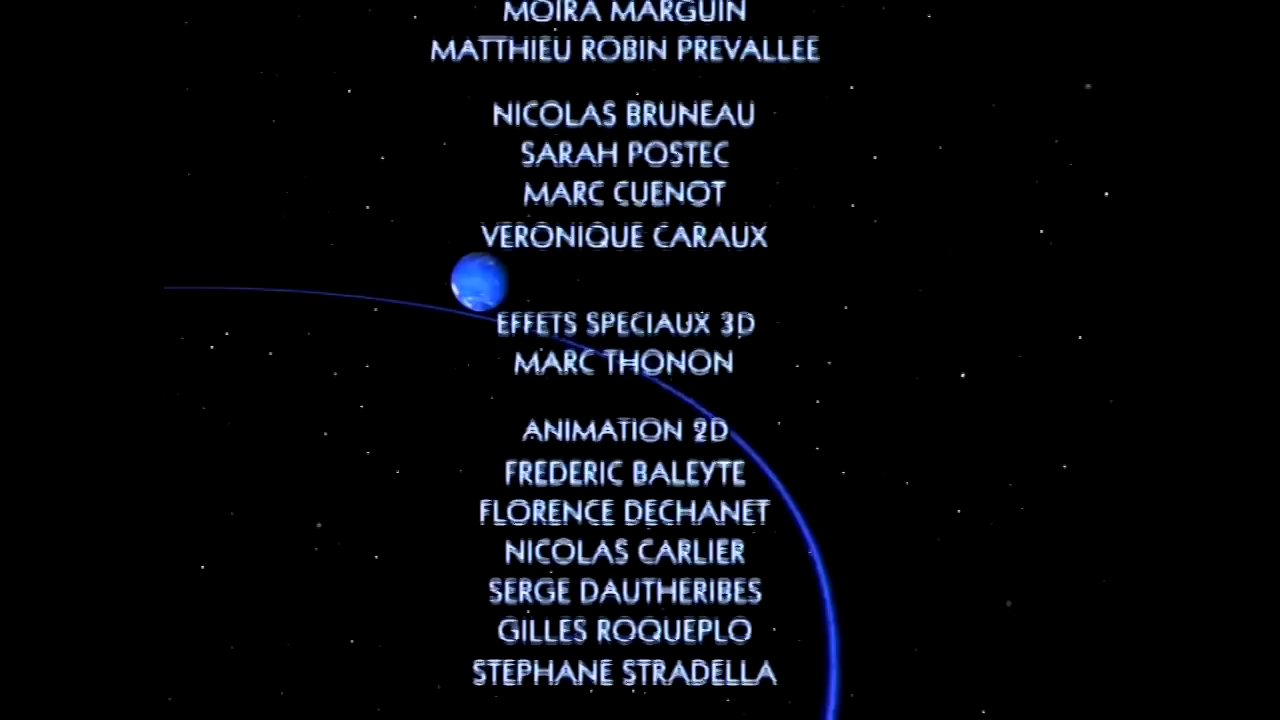 MOIRA MARGUIN
MATTHIEU ROBIN PREVALLEE
NICOLAS BRUNEAU
SARAH POSTEC
MARC CUENOT
VERONIQUE CARAUX
EFFETS SPECIAUX 3D
MARC THONON
ANIMATION 2D
FREDERIC BALEYTE
FLORENCE DECHANET
NICOLAS CARLIER
SERGE DAUTHERIBES
GILLES ROQUEPLO
STEPHANE STRADELLA